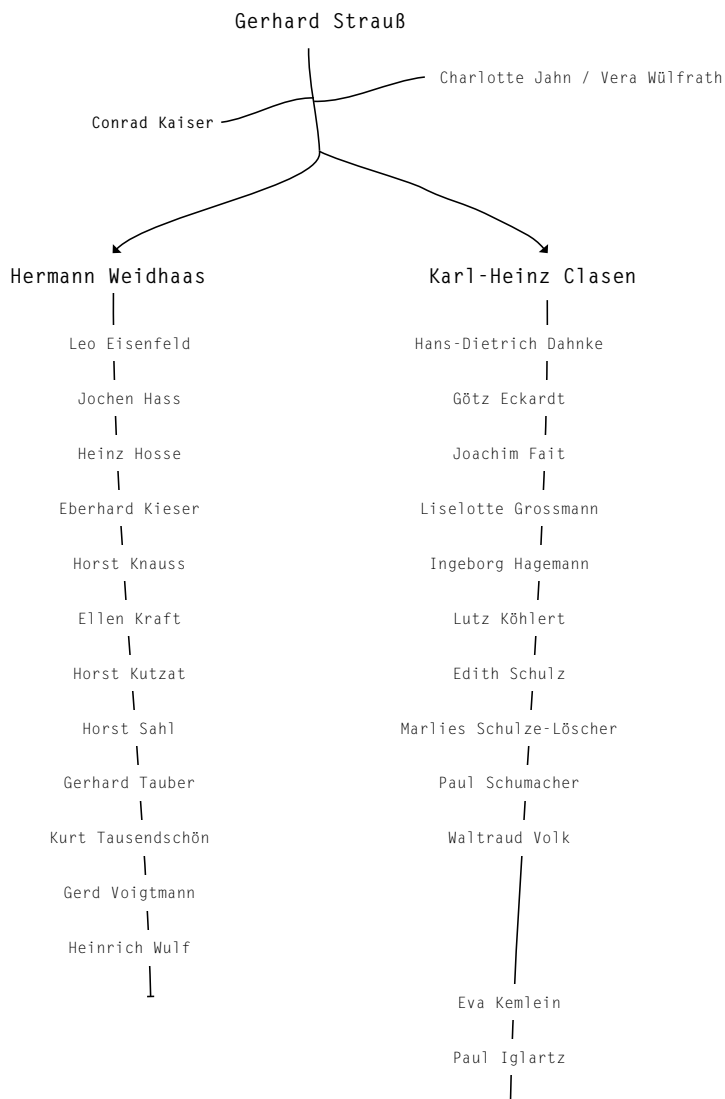 Gerhard Strauß
Charlotte Jahn / Vera Wülfrath
Conrad Kaiser
Hermann Weidhaas
Leo Eisenfeld
Jochen Hass
Heinz Hosse
Eberhard Kieser
Horst Knauss
Ellen Kraft
Horst Kutzat
Horst Sahl
Gerhard Tauber
Kurt Tausendschön
Gerd Voigtmann
Heinrich Wulf
Karl-Heinz Clasen
Hans-Dietrich Dahnke
Götz Eckardt
Joachim Fait
Liselotte Grossmann
Ingeborg Hagemann
Lutz Köhlert
Edith Schulz
Marlies Schulze-Löscher
Paul Schumacher
Waltraud Volk
Eva Kemlein
Paul Iglartz